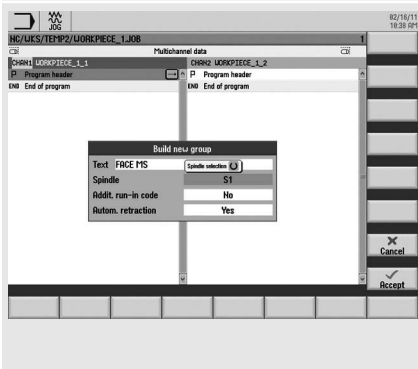 JOG
02/16/11
10:38 AM
NC/WKS/TEMP2/WORKPIECE_1.JOB 1
Multichannel data
CHAN1 WORKPIECE_1_1
CHAN2 WORKPIECE_1_2
P Program header
P Program header
END End of program
END End of program
Build new group
Text FACE MS
Spindle selection
Spindle S1
Addit. run-in code No
Autom. retraction Yes
Cancel
Accept